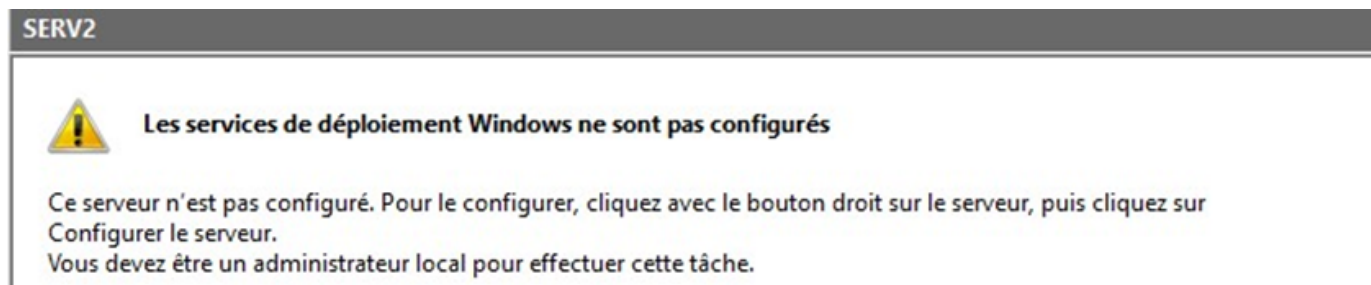 SERV2
Les services de déploiement Windows ne sont pas configurés
Ce serveur n'est pas configuré. Pour le configurer, cliquez avec le bouton droit sur le serveur, puis cliquez sur
Configurer le serveur.
Vous devez être un administrateur local pour effectuer cette tâche.